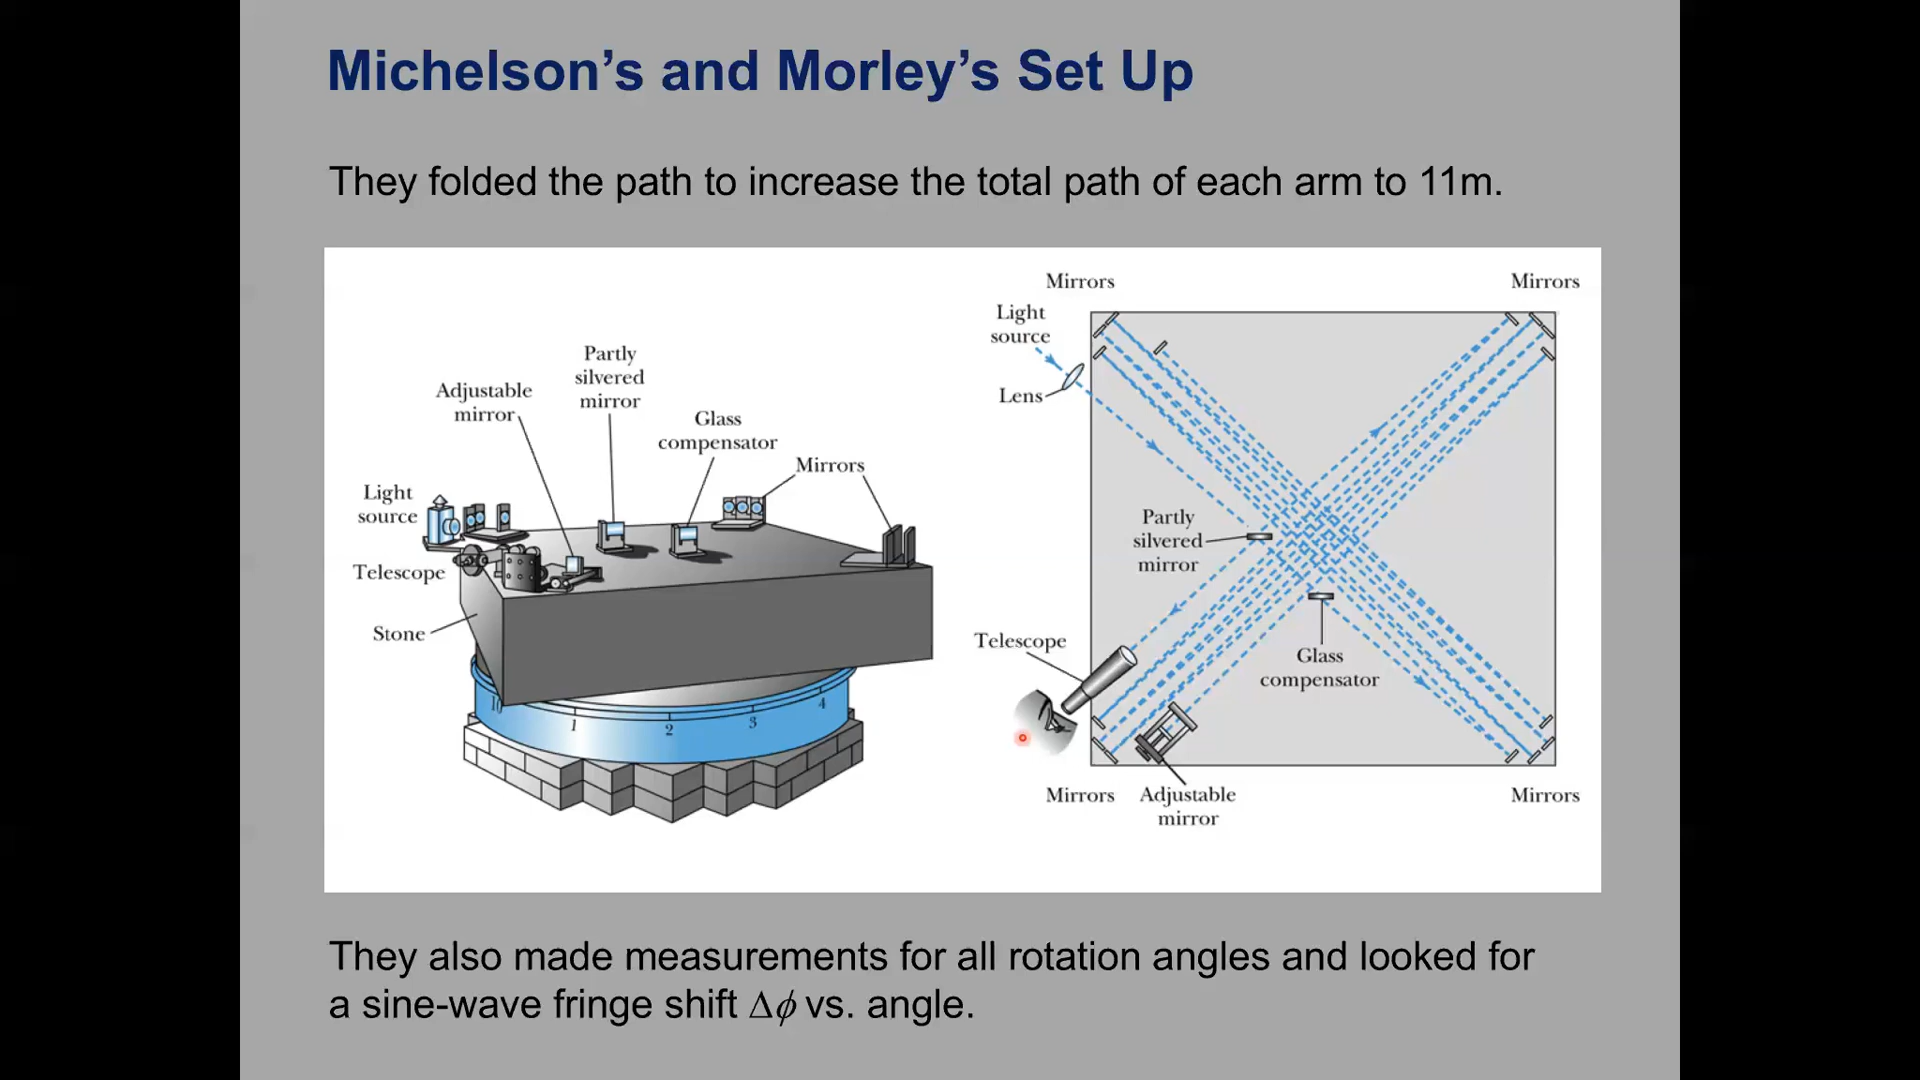 Michelson’s and Morley’s Set Up
They folded the path to increase the total path of each arm to 11m.
Partly
silvered
mirror
Adjustable
mirror
Glass
compensator
Mirrors
Light
source
Telescope
Stone
10
1
2
3
4
Mirrors
Mirrors
Light
source
Lens
Partly
silvered
mirror
Telescope
Glass
compensator
Mirrors
Adjustable
mirror
Mirrors
They also made measurements for all rotation angles and looked for
a sine-wave fringe shift Δϕ vs. angle.